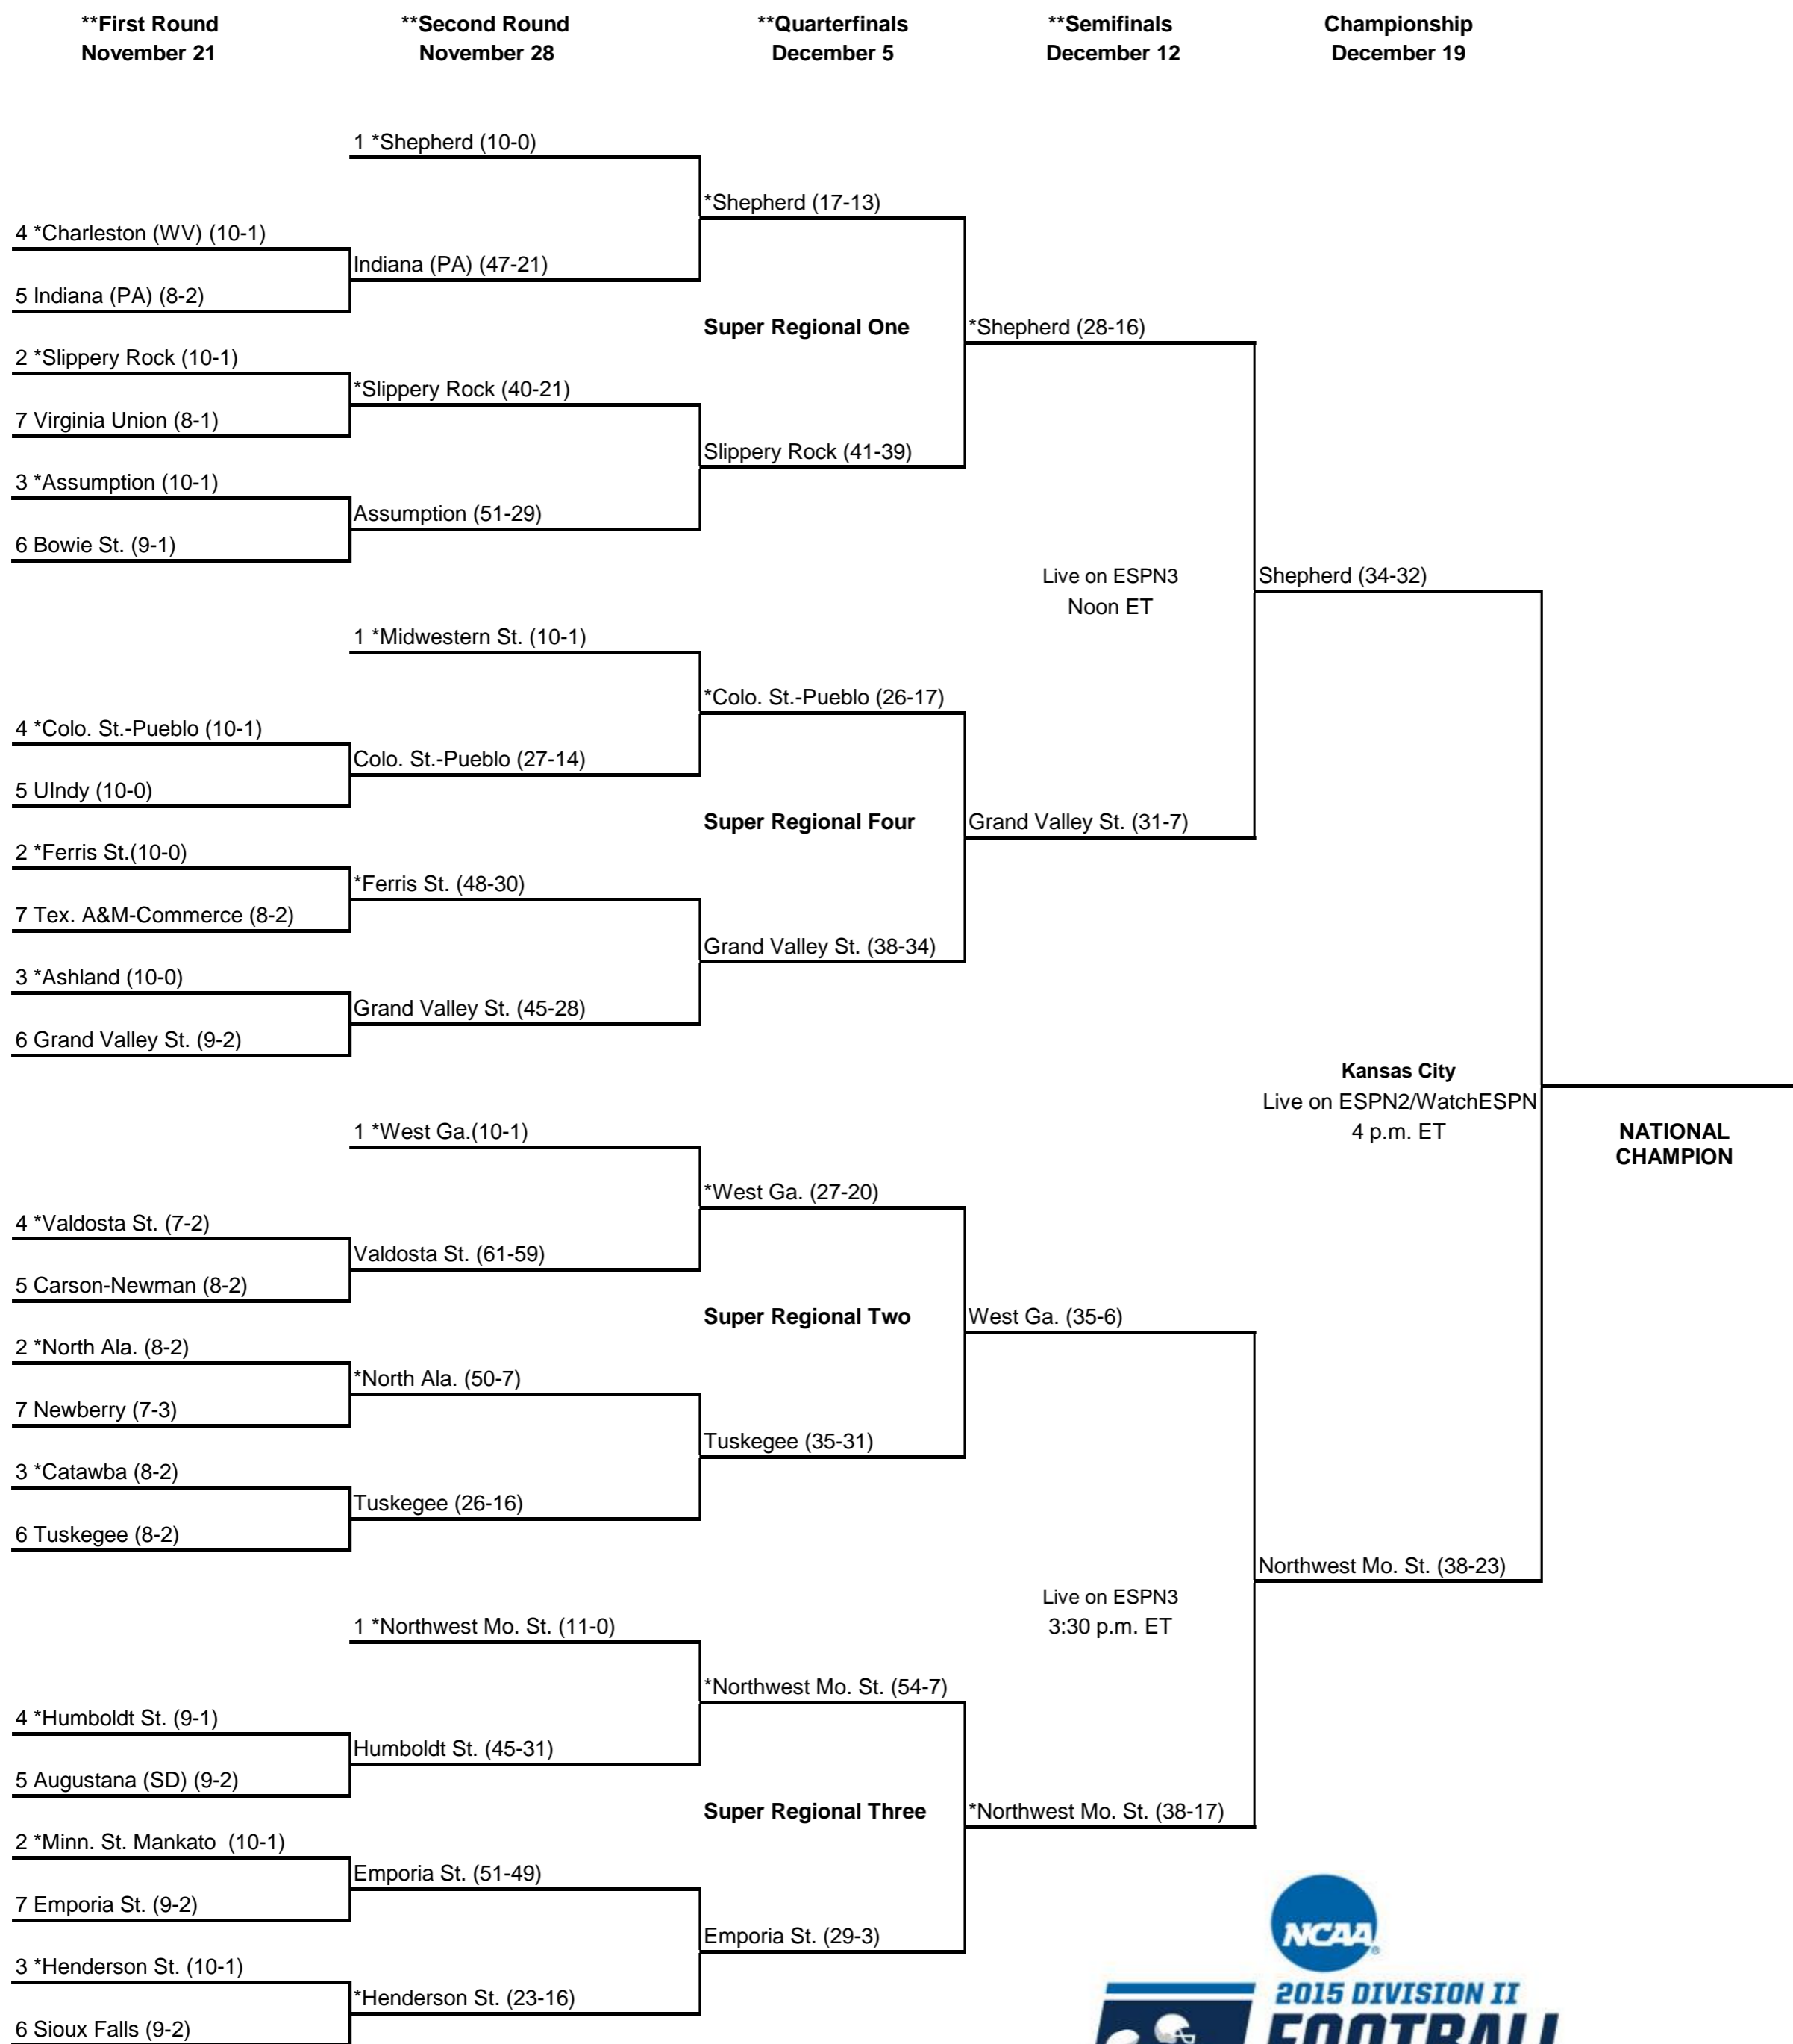 **First Round
November 21
**Second Round
November 28
**Quarterfinals
December 5
**Semifinals
December 12
Championship
December 19
1 *Shepherd (10-0)
*Shepherd (17-13)
4 *Charleston (WV) (10-1)
Indiana (PA) (47-21)
5 Indiana (PA) (8-2)
Super Regional One
*Shepherd (28-16)
2 *Slippery Rock (10-1)
*Slippery Rock (40-21)
7 Virginia Union (8-1)
Slippery Rock (41-39)
3 *Assumption (10-1)
Assumption (51-29)
6 Bowie St. (9-1)
Live on ESPN3
Noon ET
Shepherd (34-32)
1 *Midwestern St. (10-1)
*Colo. St.-Pueblo (26-17)
4 *Colo. St.-Pueblo (10-1)
Colo. St.-Pueblo (27-14)
5 UIndy (10-0)
Super Regional Four
Grand Valley St. (31-7)
2 *Ferris St.(10-0)
*Ferris St. (48-30)
7 Tex. A&M-Commerce (8-2)
Grand Valley St. (38-34)
3 *Ashland (10-0)
Grand Valley St. (45-28)
6 Grand Valley St. (9-2)
Kansas City
Live on ESPN2/WatchESPN
4 p.m. ET
NATIONAL
CHAMPION
1 *West Ga.(10-1)
*West Ga. (27-20)
4 *Valdosta St. (7-2)
Valdosta St. (61-59)
5 Carson-Newman (8-2)
Super Regional Two
West Ga. (35-6)
2 *North Ala. (8-2)
*North Ala. (50-7)
7 Newberry (7-3)
Tuskegee (35-31)
3 *Catawba (8-2)
Tuskegee (26-16)
6 Tuskegee (8-2)
Northwest Mo. St. (38-23)
Live on ESPN3
3:30 p.m. ET
1 *Northwest Mo. St. (11-0)
*Northwest Mo. St. (54-7)
4 *Humboldt St. (9-1)
Humboldt St. (45-31)
5 Augustana (SD) (9-2)
Super Regional Three
*Northwest Mo. St. (38-17)
2 *Minn. St. Mankato (10-1)
Emporia St. (51-49)
7 Emporia St. (9-2)
Emporia St. (29-3)
3 *Henderson St. (10-1)
*Henderson St. (23-16)
6 Sioux Falls (9-2)
NCAA®
2015 DIVISION II
FOOTBALL